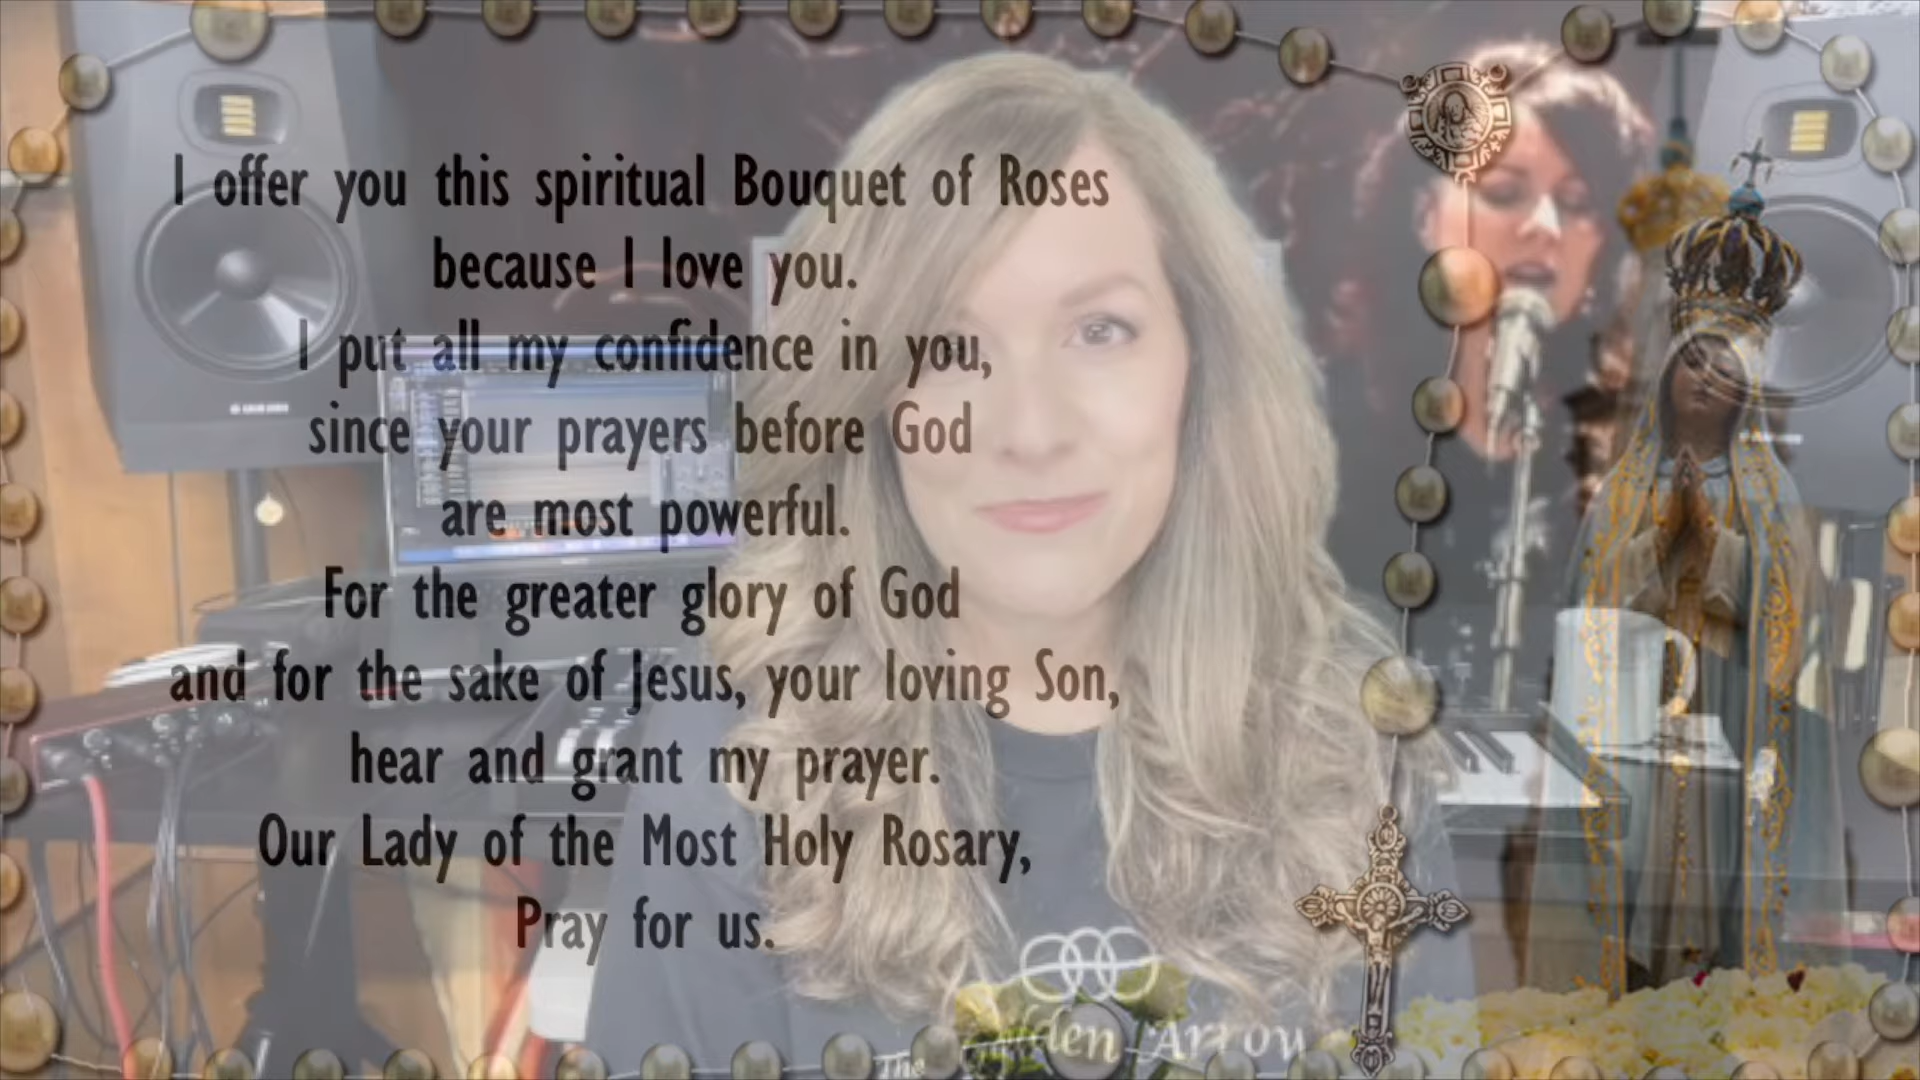 I offer you this spiritual Bouquet of Roses
because I love you.
I put all my confidence in you,
since your prayers before God
are most powerful.
For the greater glory of God
and for the sake of Jesus, your loving Son,
hear and grant my prayer.
Our Lady of the Most Holy Rosary,
Pray for us.
The
Arrow